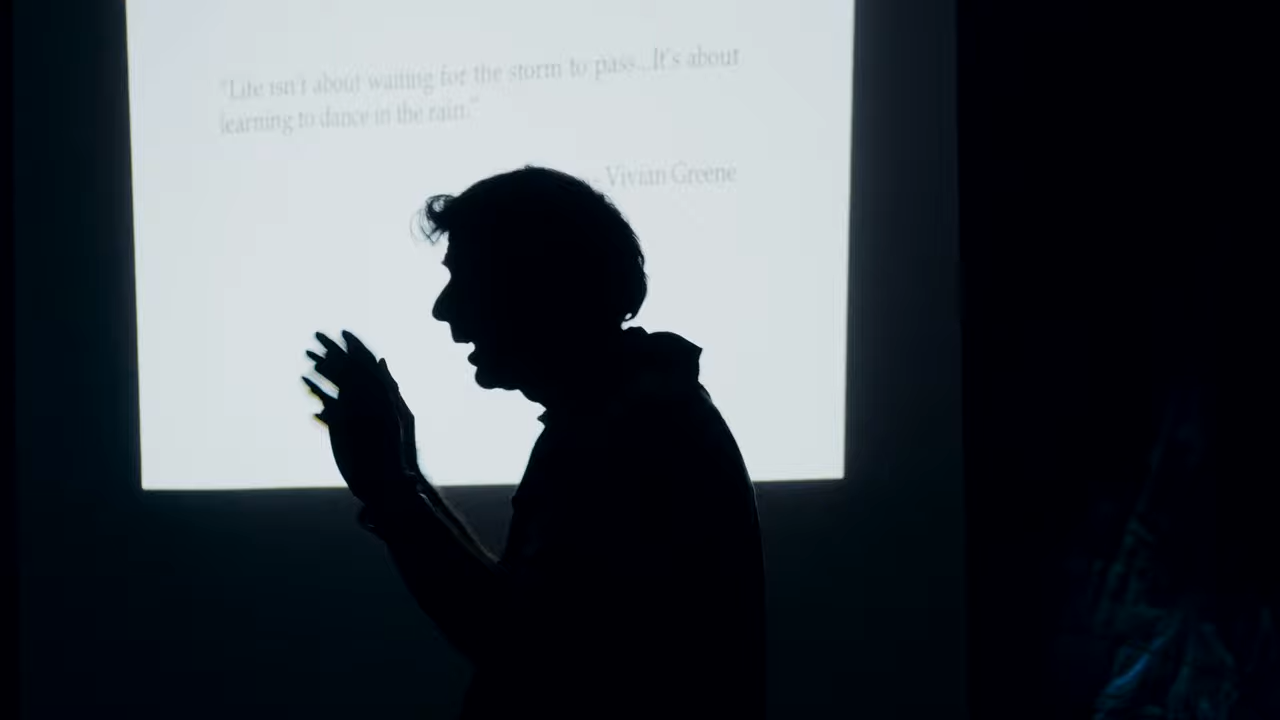 "Life isn't about waiting for the storm to pass...It's about
learning to dance in the rain."
- Vivian Greene